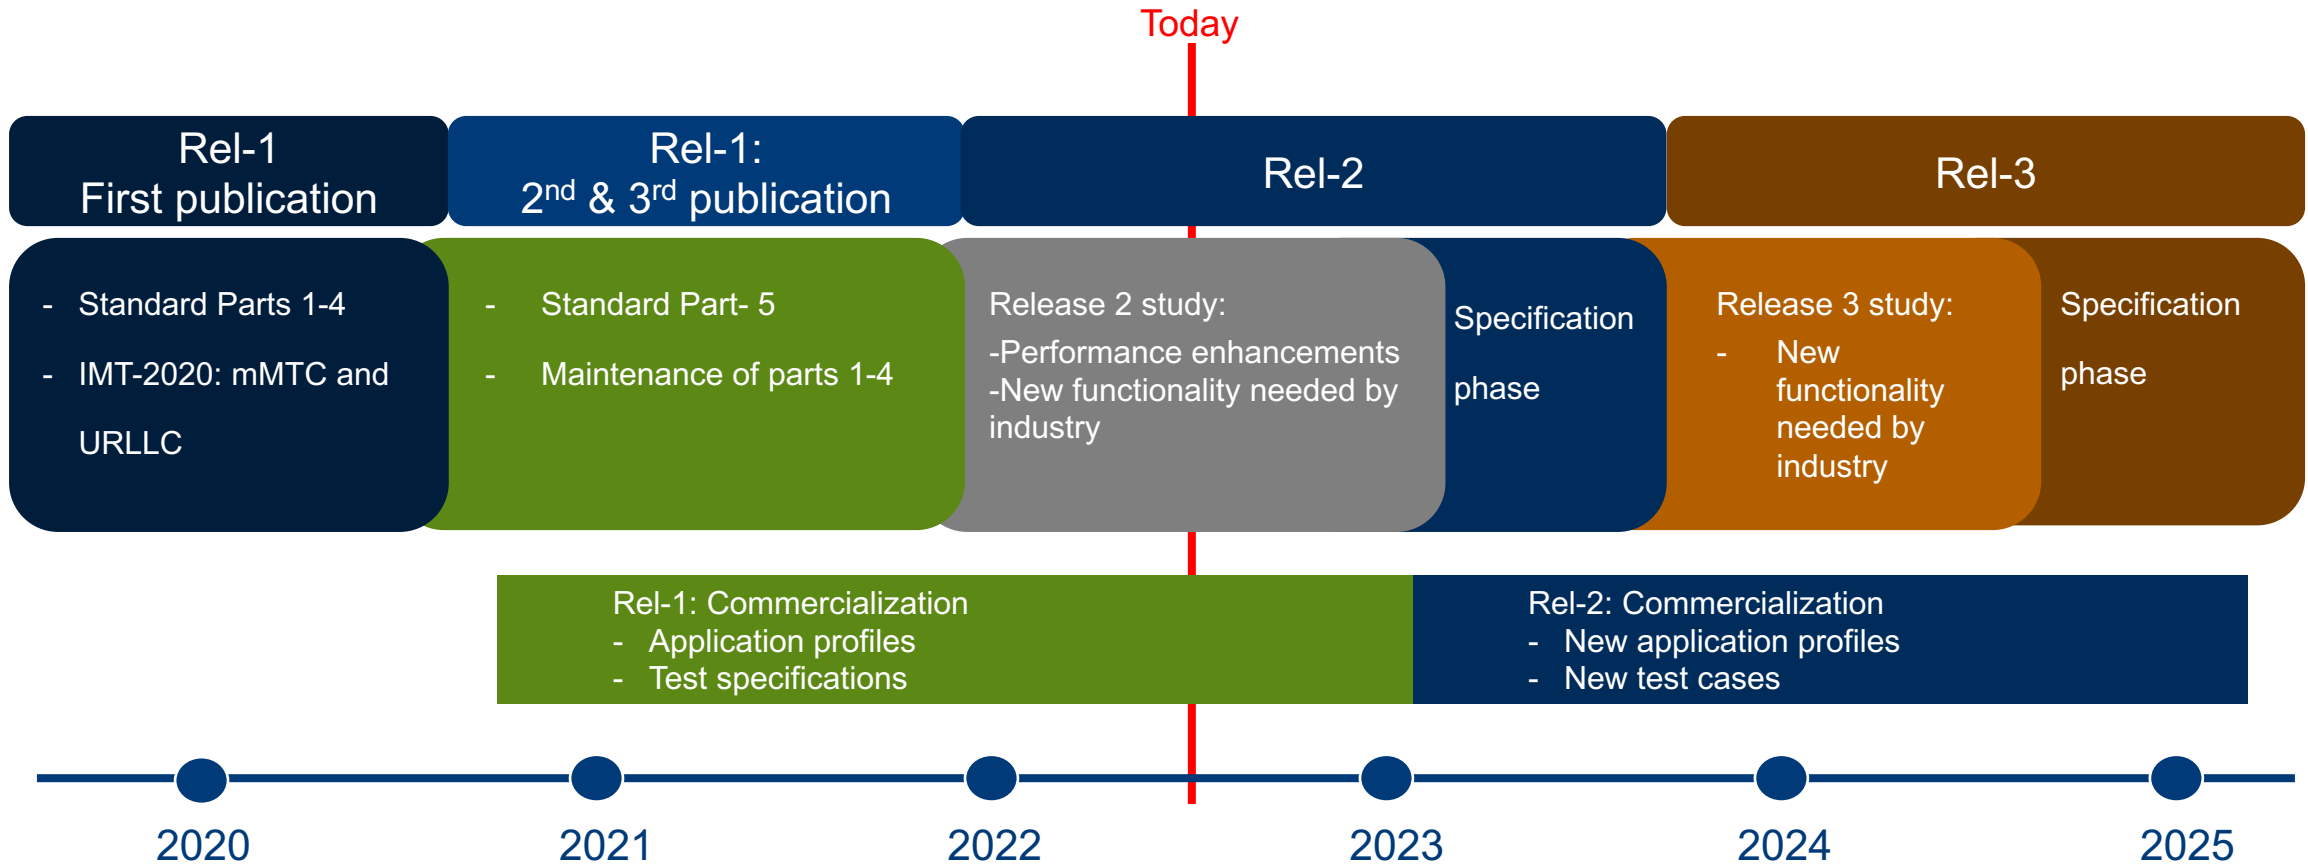 Today
Rel-1
First publication
Rel-1:
2nd & 3rd publication
Rel-2
Rel-3
- Standard Parts 1-4
- IMT-2020: mMTC and
URLLC
- Standard Part- 5
- Maintenance of parts 1-4
Release 2 study:
-Performance enhancements
-New functionality needed by
industry
Specification
phase
Release 3 study:
- New
functionality
needed by
industry
Specification
phase
Rel-1: Commercialization
- Application profiles
- Test specifications
Rel-2: Commercialization
- New application profiles
- New test cases
2020
2021
2022
2023
2024
2025